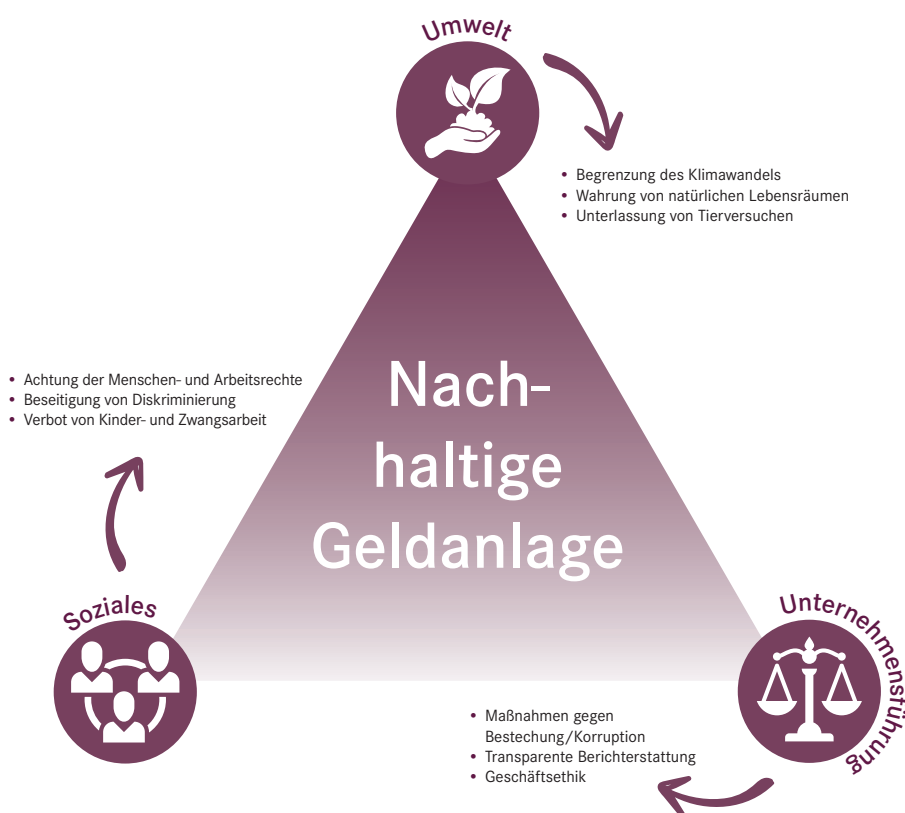 Umwelt
• Begrenzung des Klimawandels
• Wahrung von natürlichen Lebensräumen
• Unterlassung von Tierversuchen
Nach-
haltige
Geldanlage
• Achtung der Menschen- und Arbeitsrechte
• Beseitigung von Diskriminierung
• Verbot von Kinder- und Zwangsarbeit
Soziales
Unternehmensführung
• Maßnahmen gegen
Bestechung/Korruption
• Transparente Berichterstattung
• Geschäftsethik